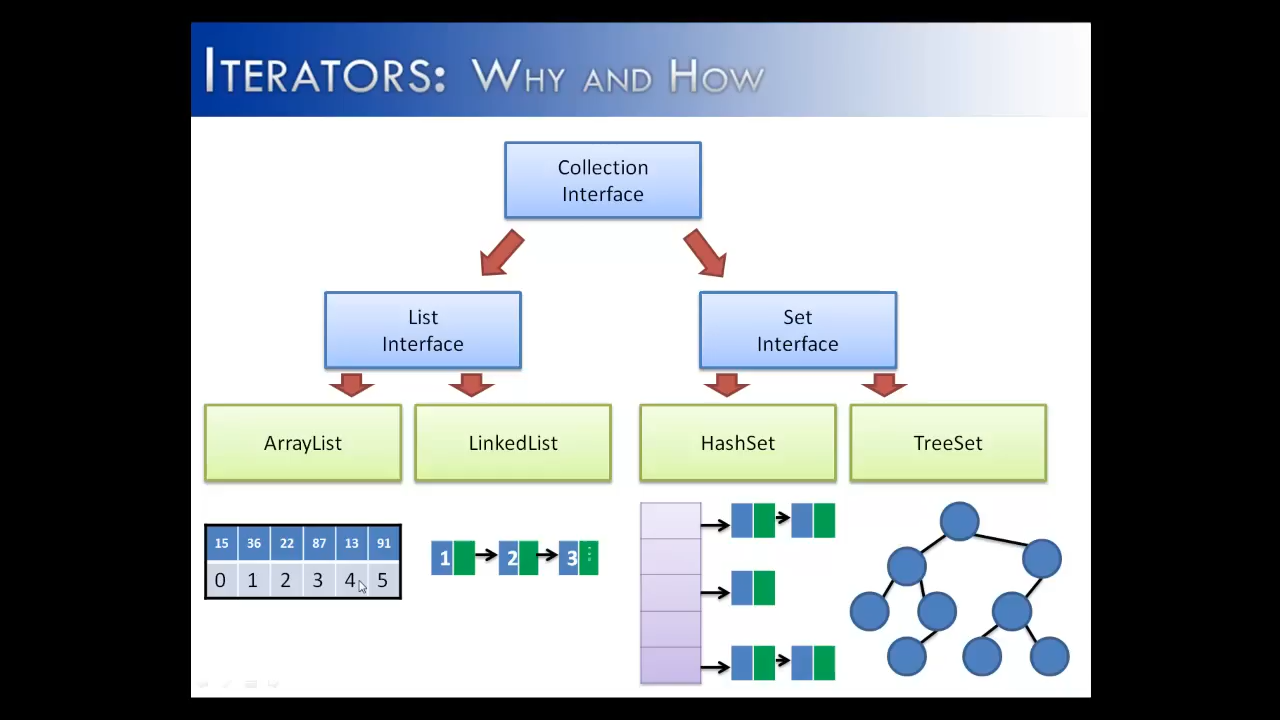 ITERATORS: WHY AND HOW
Collection
Interface
List
Interface
Set
Interface
ArrayList
LinkedList
HashSet
TreeSet
15 36 22 87 13 91
0 1 2 3 4 5
1 2 3